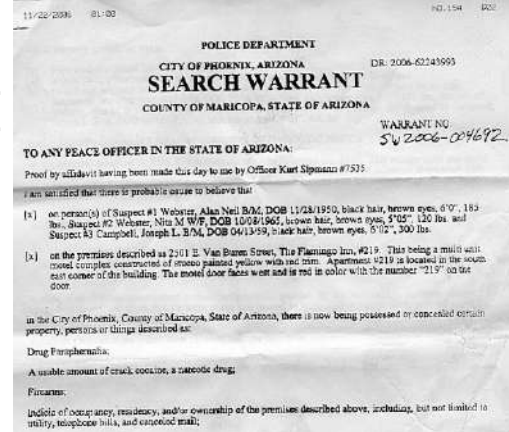 11/22/2006 01:00 NO.154 D02
POLICE DEPARTMENT
CITY OF PHOENIX, ARIZONA DR: 2006-62243993
SEARCH WARRANT
COUNTY OF MARICOPA, STATE OF ARIZONA
WARRANT NO.
SW2006-004692
TO ANY PEACE OFFICER IN THE STATE OF ARIZONA:
Proof by affidavit having been made this day to me by Officer Kurt Sipmann #7535
I am satisfied that there is probable cause to believe that
[x] on person(s) of Suspect #1 Webster, Alan Neil B/M, DOB 11/28/1950, black hair, brown eyes, 6'0", 185
lbs., Suspect #2 Webster, Nita M W/F, DOB 10/08/1965, brown hair, brown eyes, 5'05", 120 lbs. and
Suspect #3 Campbell, Joseph L. B/M, DOB 04/13/59, black hair, brown eyes, 6'02", 300 lbs.
[x] on the premises described as 2501 E. Van Buren Street, The Flamingo Inn, #219. This being a multi unit
motel complex constructed of stucco painted yellow with red trim. Apartment #219 is located in the south
east corner of the building. The motel door faces west and is red in color with the number "219" on the
door.
in the City of Phoenix, County of Maricopa, State of Arizona, there is now being possessed or concealed certain
property, persons or things described as:
Drug Paraphernalia;
A usable amount of crack cocaine, a narcotic drug;
Firearms;
Indicia of occupancy, residency, and/or ownership of the premises described above, including, but not limited to
utility, telephone bills, and canceled mail;